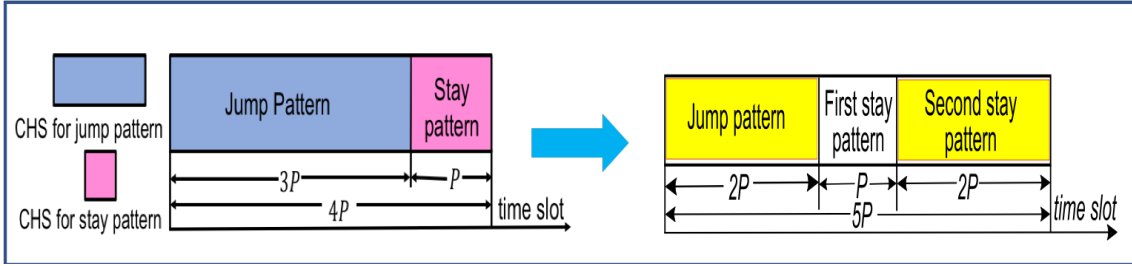 CHS for jump pattern
CHS for stay pattern
Jump Pattern
Stay
pattern
3P
P
4P
time slot
Jump pattern
First stay
pattern
Second stay
pattern
2P
P
2P
5P
time slot